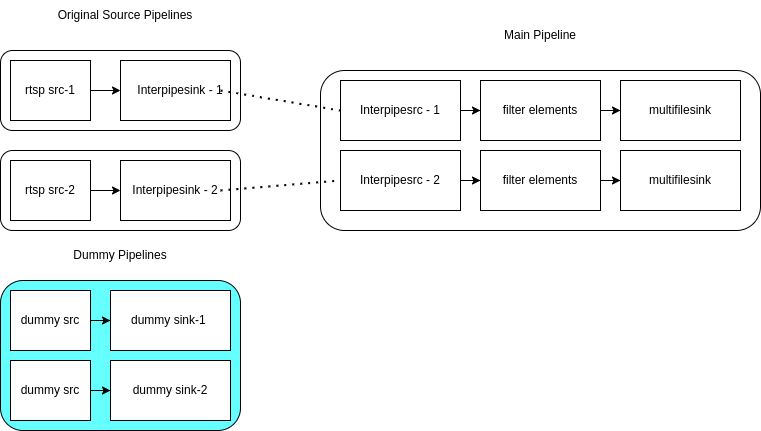 Original Source Pipelines
Main Pipeline
rtsp src-1
Interpipesink - 1
Interpipesrc - 1
filter elements
multifilesink
rtsp src-2
Interpipesink - 2
Interpipesrc - 2
filter elements
multifilesink
Dummy Pipelines
dummy src
dummy sink-1
dummy src
dummy sink-2